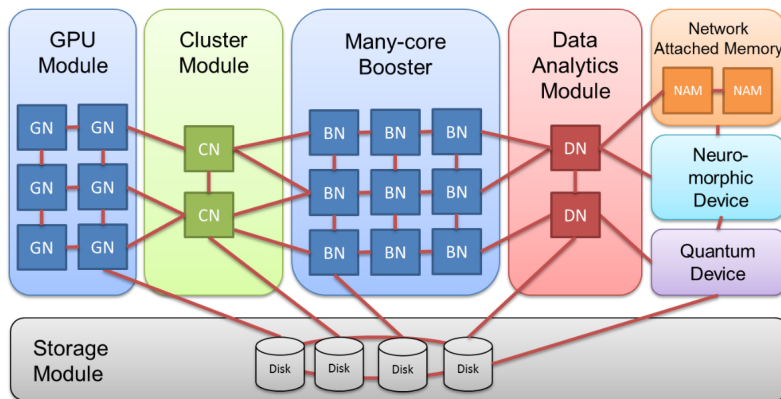 GPU
Module
Cluster
Module
Many-core
Booster
Data
Analytics
Module
Network
Attached Memory
NAM NAM
GN GN
GN GN
GN GN
CN
CN
BN BN BN
BN BN BN
BN BN BN
DN
DN
Neuro-
morphic
Device
Quantum
Device
Storage
Module
Disk Disk Disk Disk